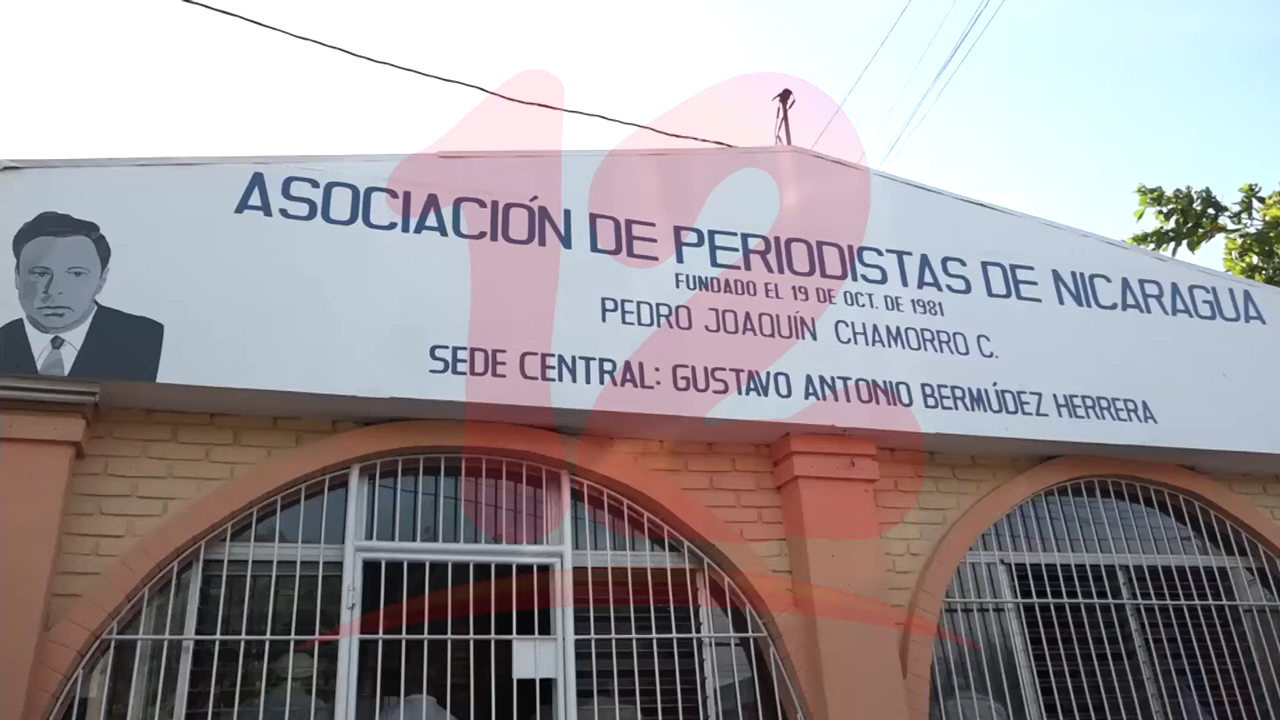 ASOCIACIÓN DE PERIODISTAS DE NICARAGUA
FUNDADO EL 19 DE OCT. DE 1981
PEDRO JOAQUÍN CHAMORRO C.
SEDE CENTRAL: GUSTAVO ANTONIO BERMÚDEZ HERRERA
12